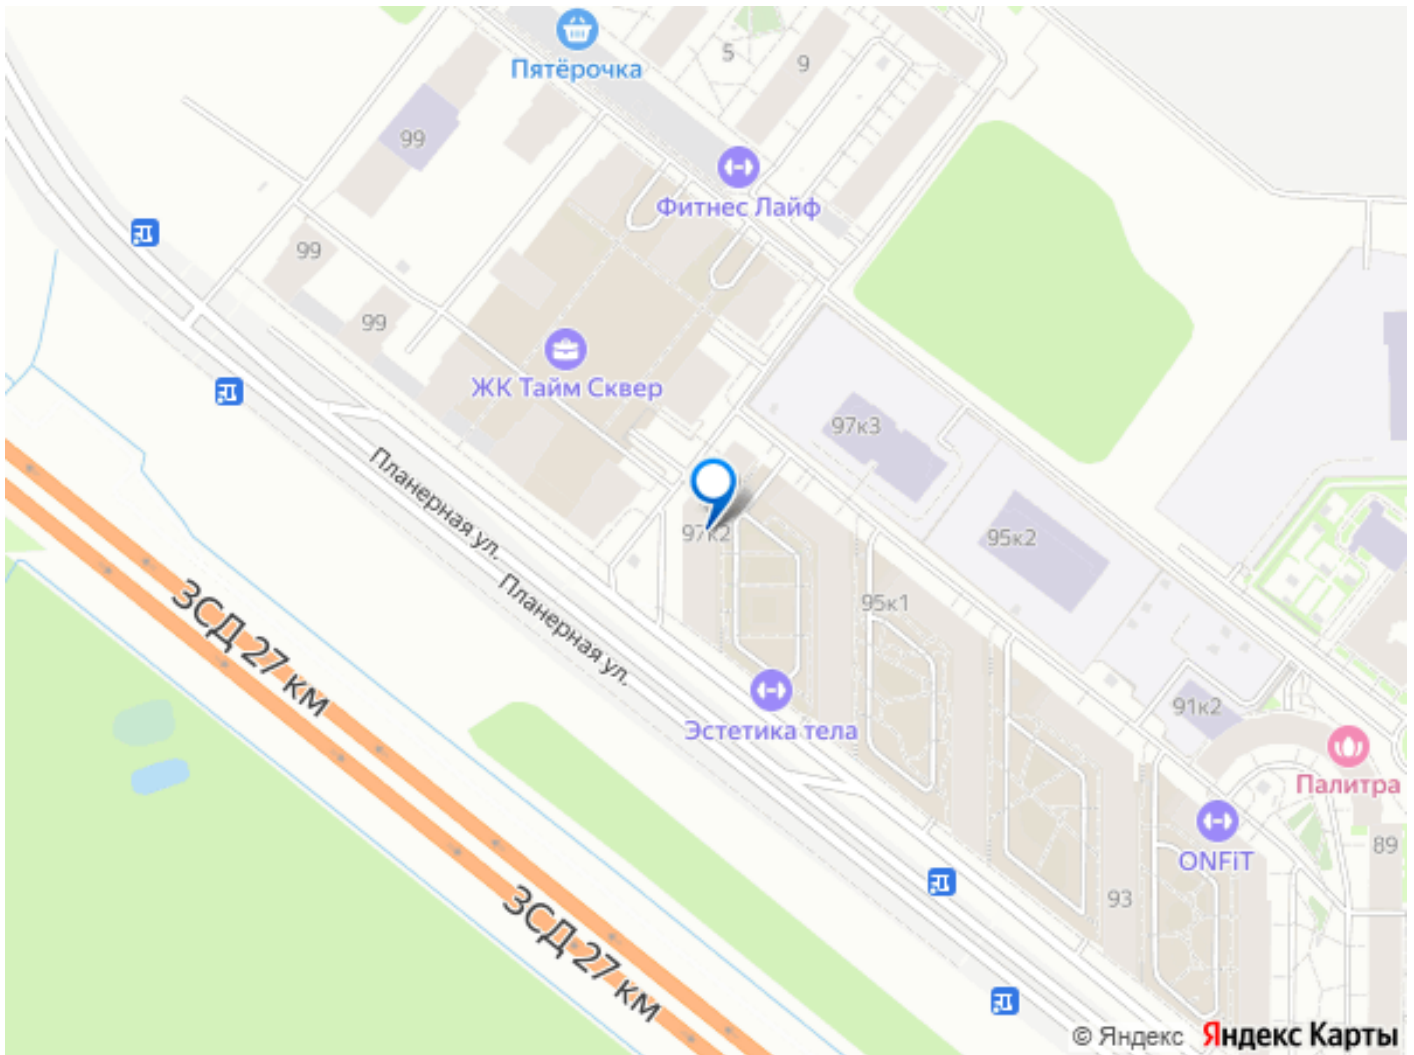 Пятёрочка
5
9
99
Фитнес Лайф
99
99
ЖК Тайм Сквер
97к3
Планерная ул.
97к2
95к2
Планерная ул.
95к1
ЗСД 27 км
91к2
Эстетика тела
Палитра
89
ONFiT
93
ЗСД 27 км
© Яндекс Яндекс Карты